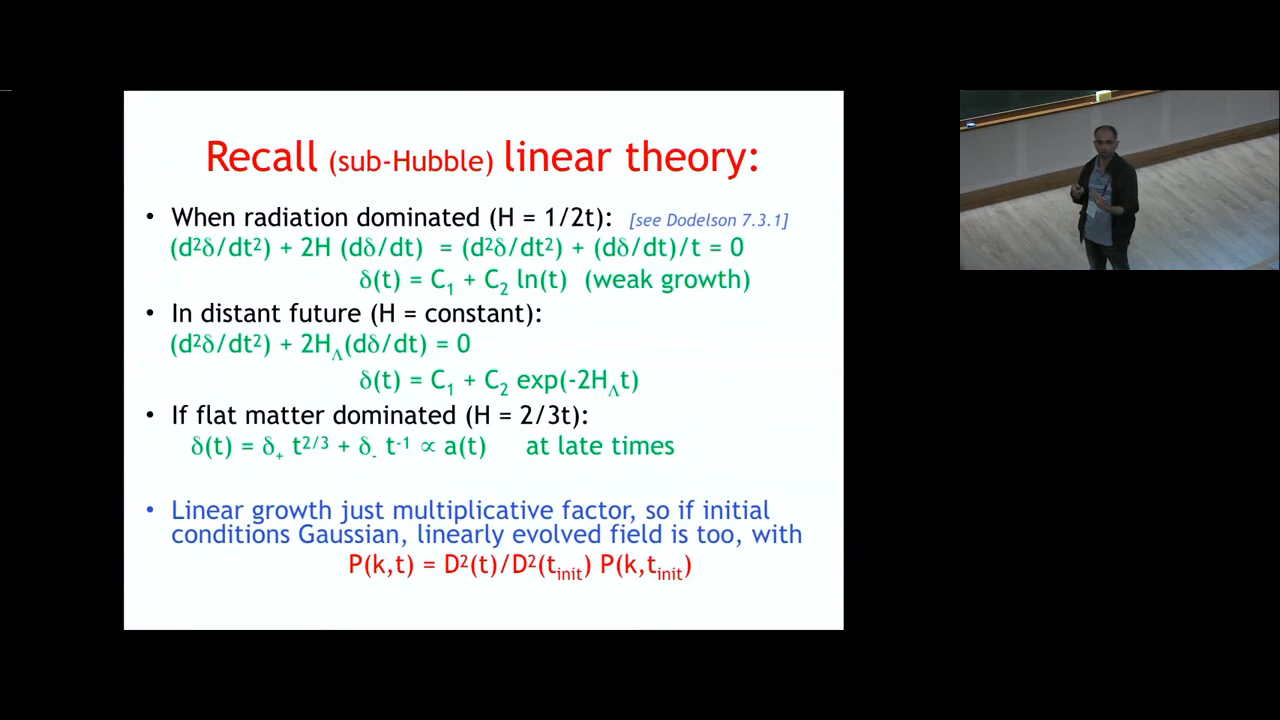 Recall (sub-Hubble) linear theory:
• When radiation dominated (H = 1/2t): [see Dodelson 7.3.1]
(d²δ/dt²) + 2H (dδ/dt) = (d²δ/dt²) + (dδ/dt)/t = 0
δ(t) = C₁ + C₂ ln(t) (weak growth)
• In distant future (H = constant):
(d²δ/dt²) + 2H_Λ(dδ/dt) = 0
δ(t) = C₁ + C₂ exp(-2H_Λt)
• If flat matter dominated (H = 2/3t):
δ(t) = δ₊ t^2/3 + δ₋ t⁻¹ ∝ a(t) at late times
• Linear growth just multiplicative factor, so if initial
conditions Gaussian, linearly evolved field is too, with
P(k,t) = D²(t)/D²(t_init) P(k,t_init)